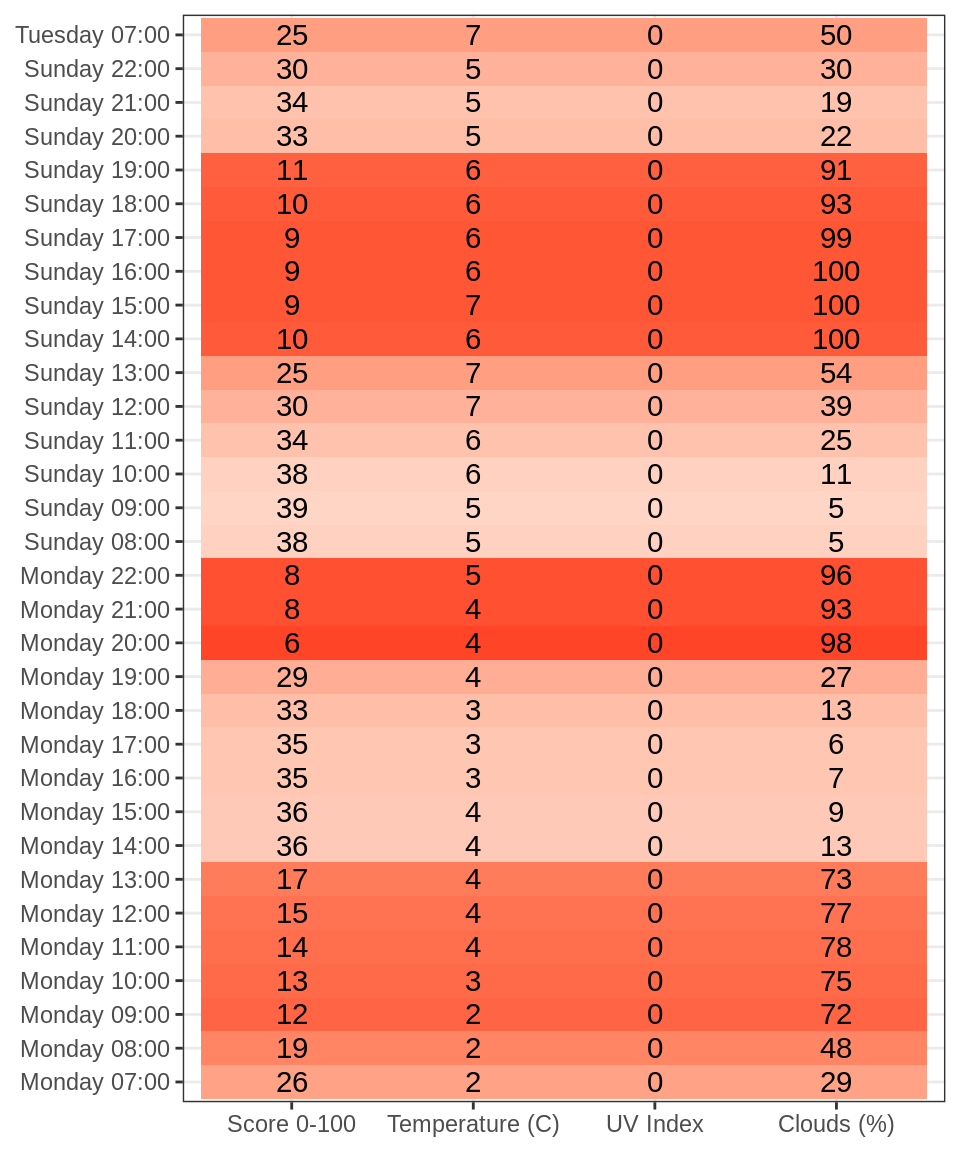 Tuesday 07:00 25 7 0 50
Sunday 22:00 30 5 0 30
Sunday 21:00 34 5 0 19
Sunday 20:00 33 5 0 22
Sunday 19:00 11 6 0 91
Sunday 18:00 10 6 0 93
Sunday 17:00 9 6 0 99
Sunday 16:00 9 6 0 100
Sunday 15:00 9 7 0 100
Sunday 14:00 10 6 0 100
Sunday 13:00 25 7 0 54
Sunday 12:00 30 7 0 39
Sunday 11:00 34 6 0 25
Sunday 10:00 38 6 0 11
Sunday 09:00 39 5 0 5
Sunday 08:00 38 5 0 5
Monday 22:00 8 5 0 96
Monday 21:00 8 4 0 93
Monday 20:00 6 4 0 98
Monday 19:00 29 4 0 27
Monday 18:00 33 3 0 13
Monday 17:00 35 3 0 6
Monday 16:00 35 3 0 7
Monday 15:00 36 4 0 9
Monday 14:00 36 4 0 13
Monday 13:00 17 4 0 73
Monday 12:00 15 4 0 77
Monday 11:00 14 4 0 78
Monday 10:00 13 3 0 75
Monday 09:00 12 2 0 72
Monday 08:00 19 2 0 48
Monday 07:00 26 2 0 29
Score 0-100 Temperature (C) UV Index Clouds (%)